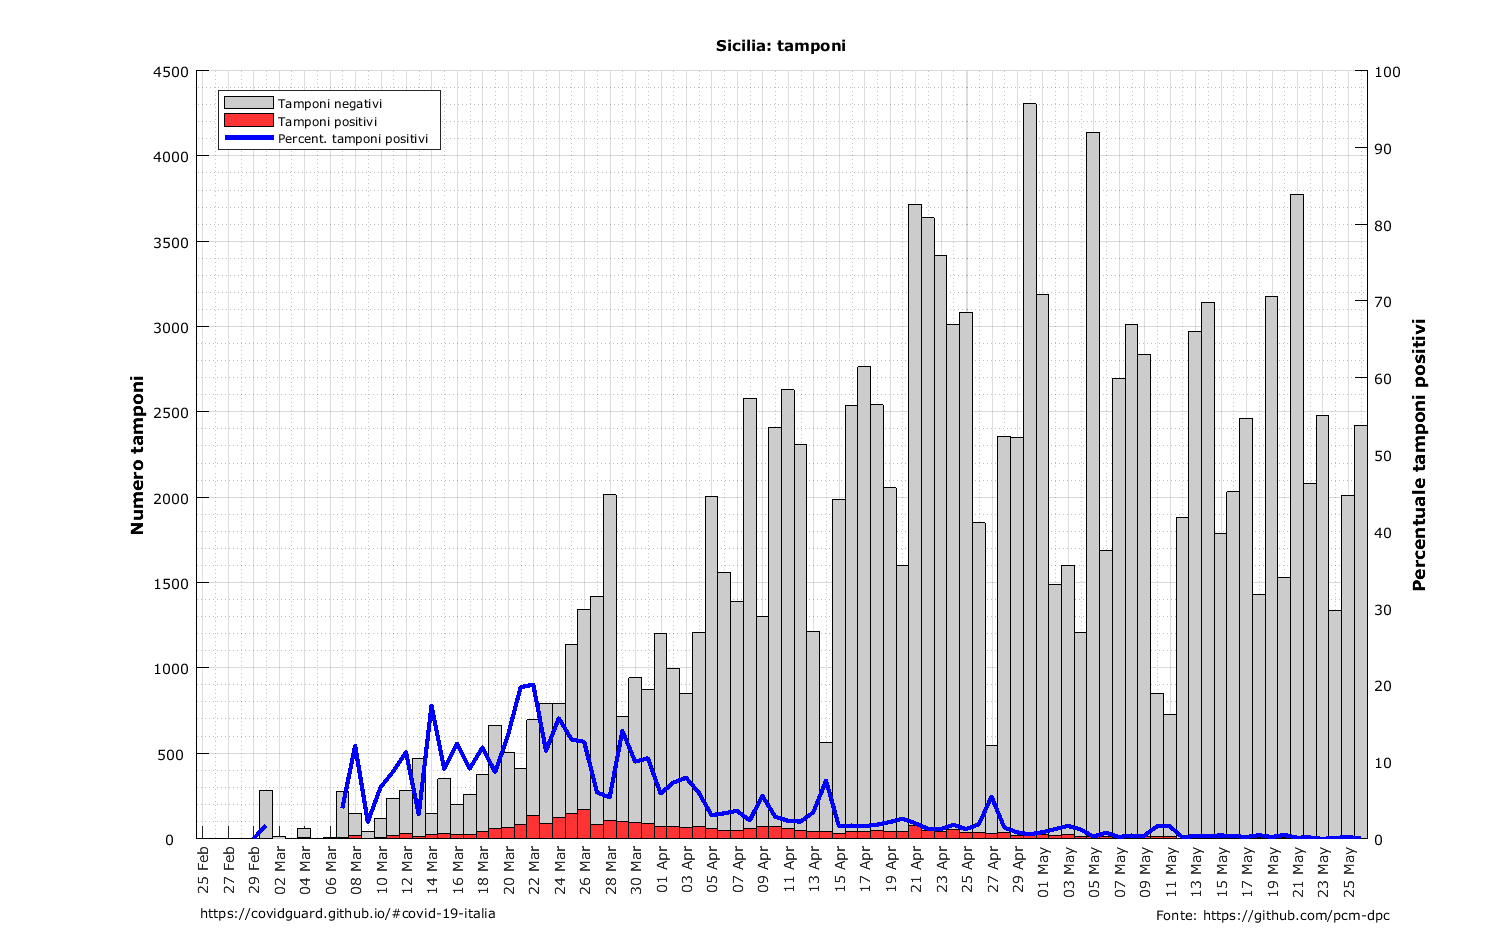 Sicilia: tamponi
4500
4000
3500
3000
2500
2000
1500
1000
500
0
Numero tamponi
Tamponi negativi
Tamponi positivi
Percent. tamponi positivi
100
90
80
70
60
50
40
30
20
10
0
Percentuale tamponi positivi
25 Feb
27 Feb
29 Feb
02 Mar
04 Mar
06 Mar
08 Mar
10 Mar
12 Mar
14 Mar
16 Mar
18 Mar
20 Mar
22 Mar
24 Mar
26 Mar
28 Mar
30 Mar
01 Apr
03 Apr
05 Apr
07 Apr
09 Apr
11 Apr
13 Apr
15 Apr
17 Apr
19 Apr
21 Apr
23 Apr
25 Apr
27 Apr
29 Apr
01 May
03 May
05 May
07 May
09 May
11 May
13 May
15 May
17 May
19 May
21 May
23 May
25 May
https://covidguard.github.io/#covid-19-italia
Fonte: https://github.com/pcm-dpc